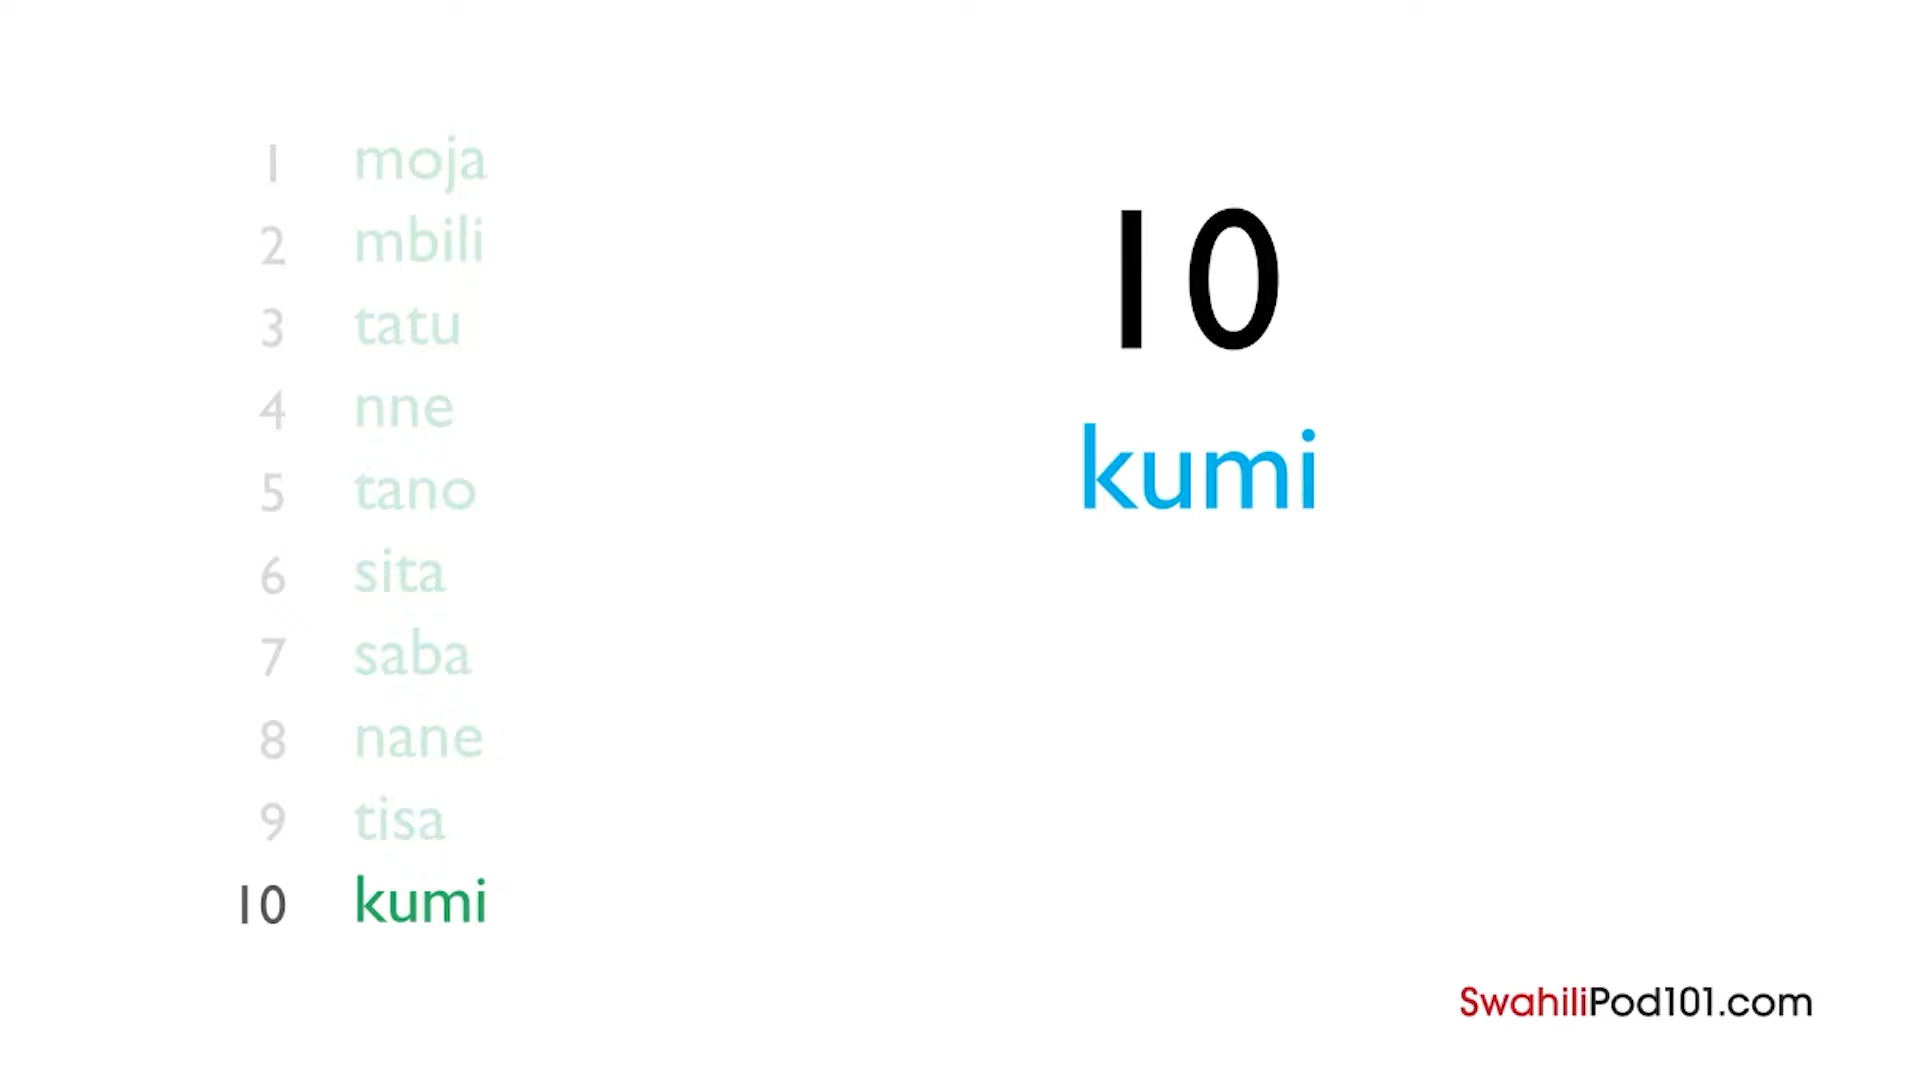 1 moja
2 mbili
3 tatu
4 nne
5 tano
6 sita
7 saba
8 nane
9 tisa
10 kumi
10
kumi
SwahiliPod101.com